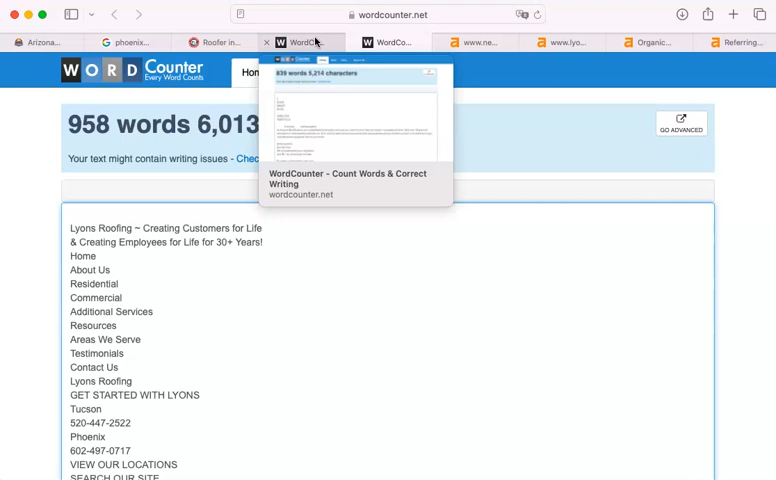 wordcounter.net
Arizona...
phoenix...
Roofer in...
WordC
WordCo...
www.ne...
www.lyo...
Organic...
Referring...
WORD Counter
Every Word Counts
Hon
839 words 5,214 characters
958 words 6,013
GO ADVANCED
Your text might contain writing issues - Chec
WordCounter - Count Words & Correct
Writing
wordcounter.net
Lyons Roofing ~ Creating Customers for Life
& Creating Employees for Life for 30+ Years!
Home
About Us
Residential
Commercial
Additional Services
Resources
Areas We Serve
Testimonials
Contact Us
Lyons Roofing
GET STARTED WITH LYONS
Tucson
520-447-2522
Phoenix
602-497-0717
VIEW OUR LOCATIONS
SEARCH OUR SITE